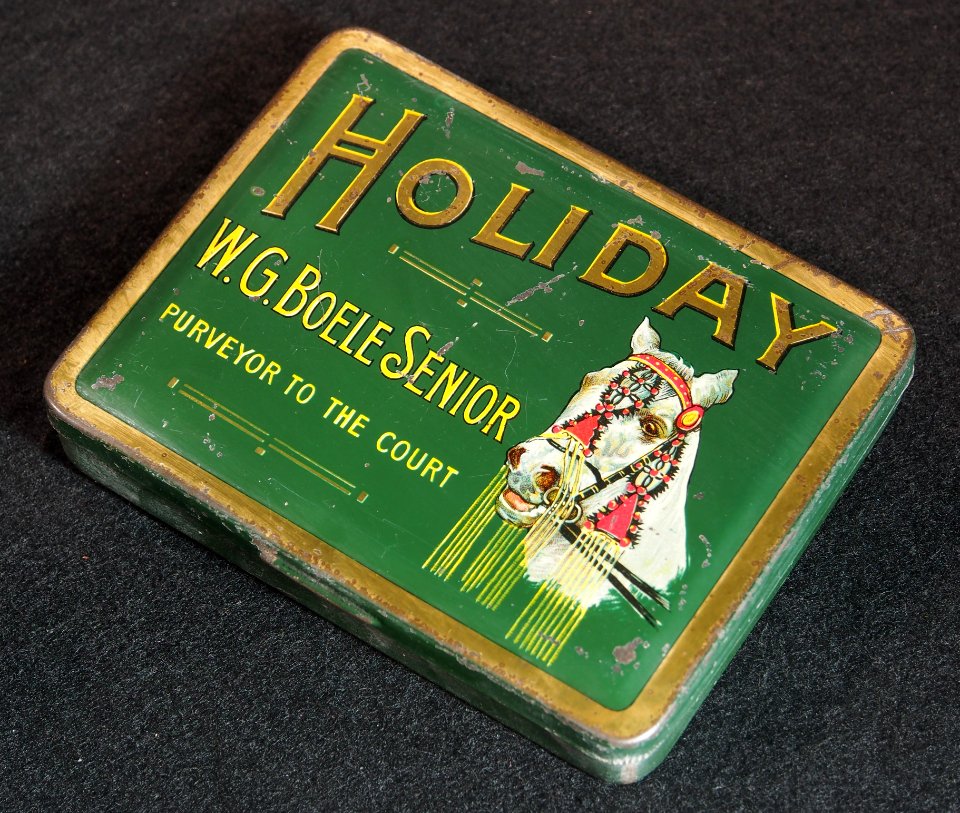 HOLIDAY
W.G. BOELE SENIOR
PURVEYOR TO THE COURT